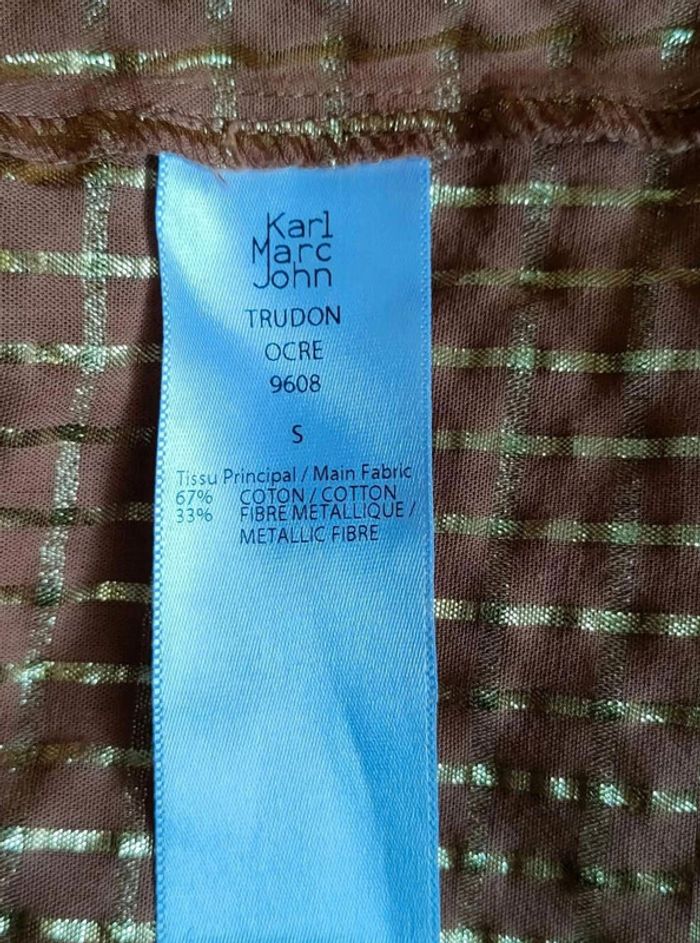 Karl
Marc
John
TRUDON
OCRE
9608
S
Tissu Principal / Main Fabric
67% COTON / COTTON
33% FIBRE METALLIQUE /
METALLIC FIBRE